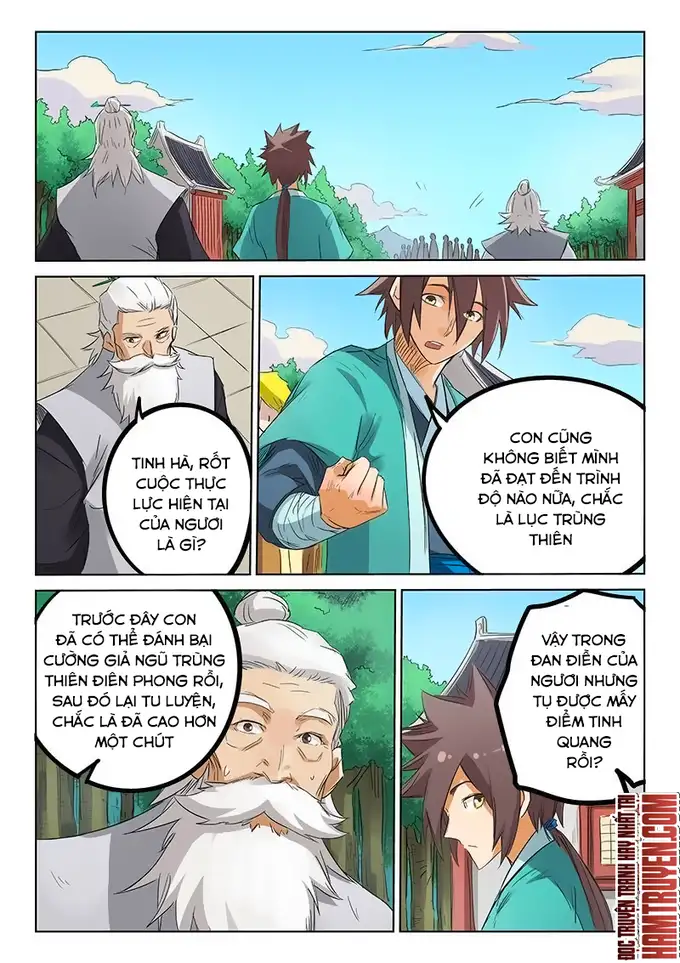 TINH HÀ, RỐT
CUỘC THỰC
LỰC HIỆN TẠI
CỦA NGƯƠI
LÀ GÌ?
CON CŨNG
KHÔNG BIẾT MÌNH
ĐÃ ĐẠT ĐẾN TRÌNH
ĐỘ NÀO NỮA, CHẮC
LÀ LỤC TRÙNG
THIÊN
TRƯỚC ĐÂY CON
ĐÃ CÓ THỂ ĐÁNH BẠI
CƯỜNG GIẢ NGŨ TRÙNG
THIÊN ĐIÊN PHONG RỒI,
SAU ĐÓ LẠI TU LUYỆN,
CHẮC LÀ ĐÃ CAO HƠN
MỘT CHÚT
VẬY TRONG
ĐAN ĐIỀN CỦA
NGƯƠI NHƯNG
TỤ ĐƯỢC MẤY
ĐIỂM TINH
QUANG
RỒI?
ĐỌC TRUYỆN TRANH HAY NHẤT TẠI
HAMTRUYEN.COM